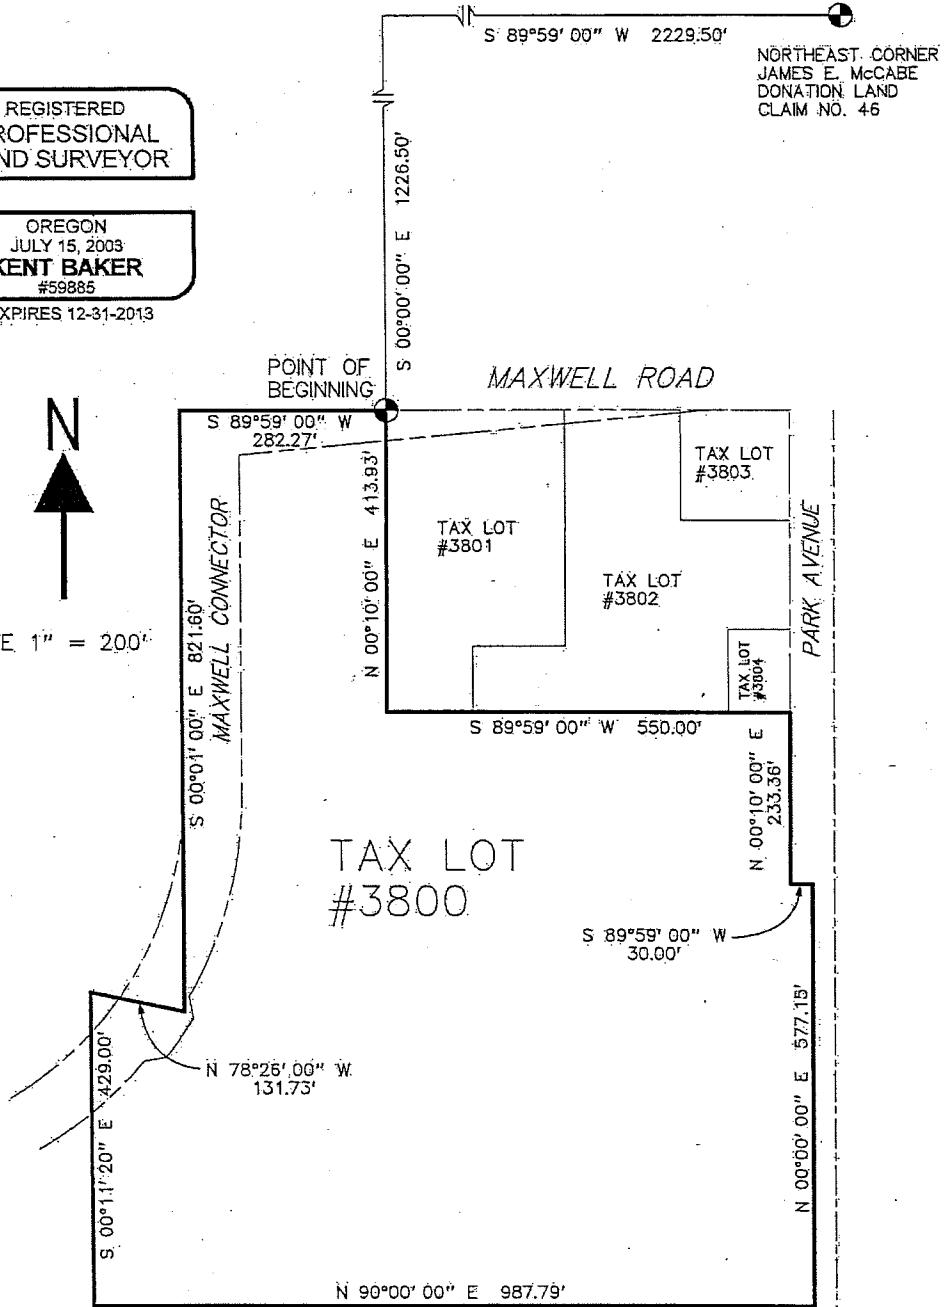 S 89°59' 00" W 2229.50'
NORTHEAST CORNER
JAMES E. McCABE
DONATION LAND
CLAIM NO. 46
REGISTERED
ROFESSIONAL
ND SURVEYOR
OREGON
JULY 15, 2003
KENT BAKER
#59885
XPIRES 12-31-2013
S 00°00' 00" E 1226.50'
POINT OF
BEGINNING
MAXWELL ROAD
N
S 89°59' 00" W
282.27'
N 00°10' 00" E 413.93'
TAX LOT
#3801
TAX LOT
#3802
TAX LOT
#3803
TAX LOT
#3804
PARK AVENUE
E 1" = 200'
S 00°01' 00" E 821.60'
MAXWELL CONNECTOR
S 89°59' 00" W 550.00'
N 00°10' 00" E
233.36'
TAX LOT
#3800
S 89°59' 00" W
30.00'
N 78°26' 00" W
131.73'
S 00°11' 20" E 429.00'
N 00°00' 00" E 577.15'
N 90°00' 00" E 987.79'